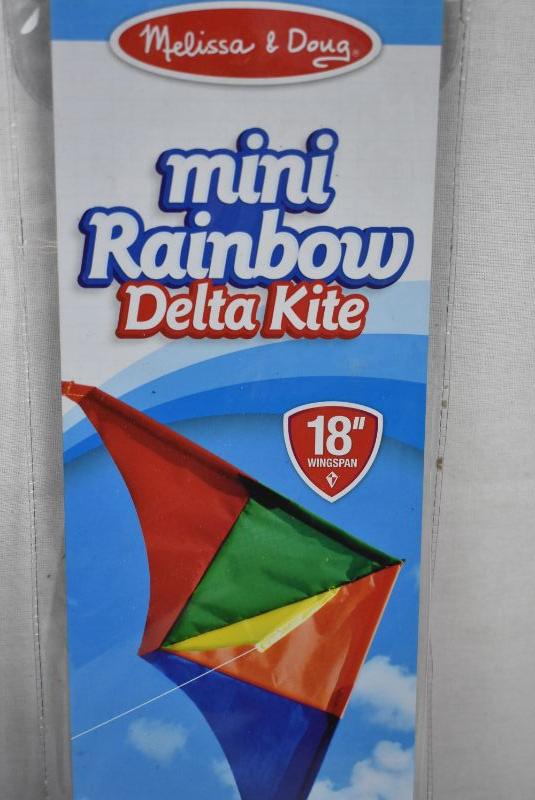 Melissa & Doug
mini
Rainbow
Delta Kite
18"
WINGSPAN